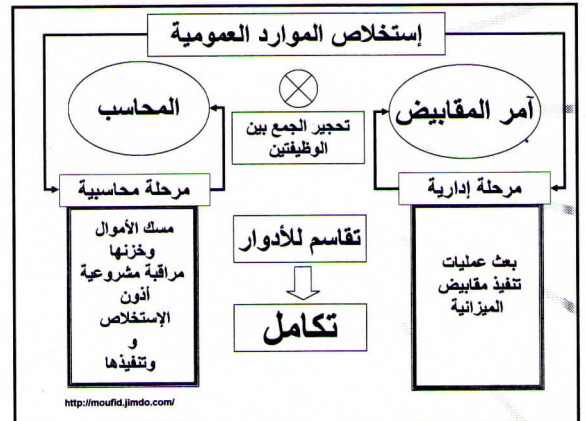 إستخلاص الموارد العمومية
آمر المقابيض
المحاسب
تحجير الجمع بين
الوظيفتين
مرحلة إدارية
مرحلة محاسبية
بعث عمليات
تنفيذ مقابيض
الميزانية
تقاسم للأدوار
تكامل
مسك الأموال
وخزنها
مراقبة مشروعية
أذون
الإستخلاص
و
وتنفيذها
http://moufid.jimdo.com/